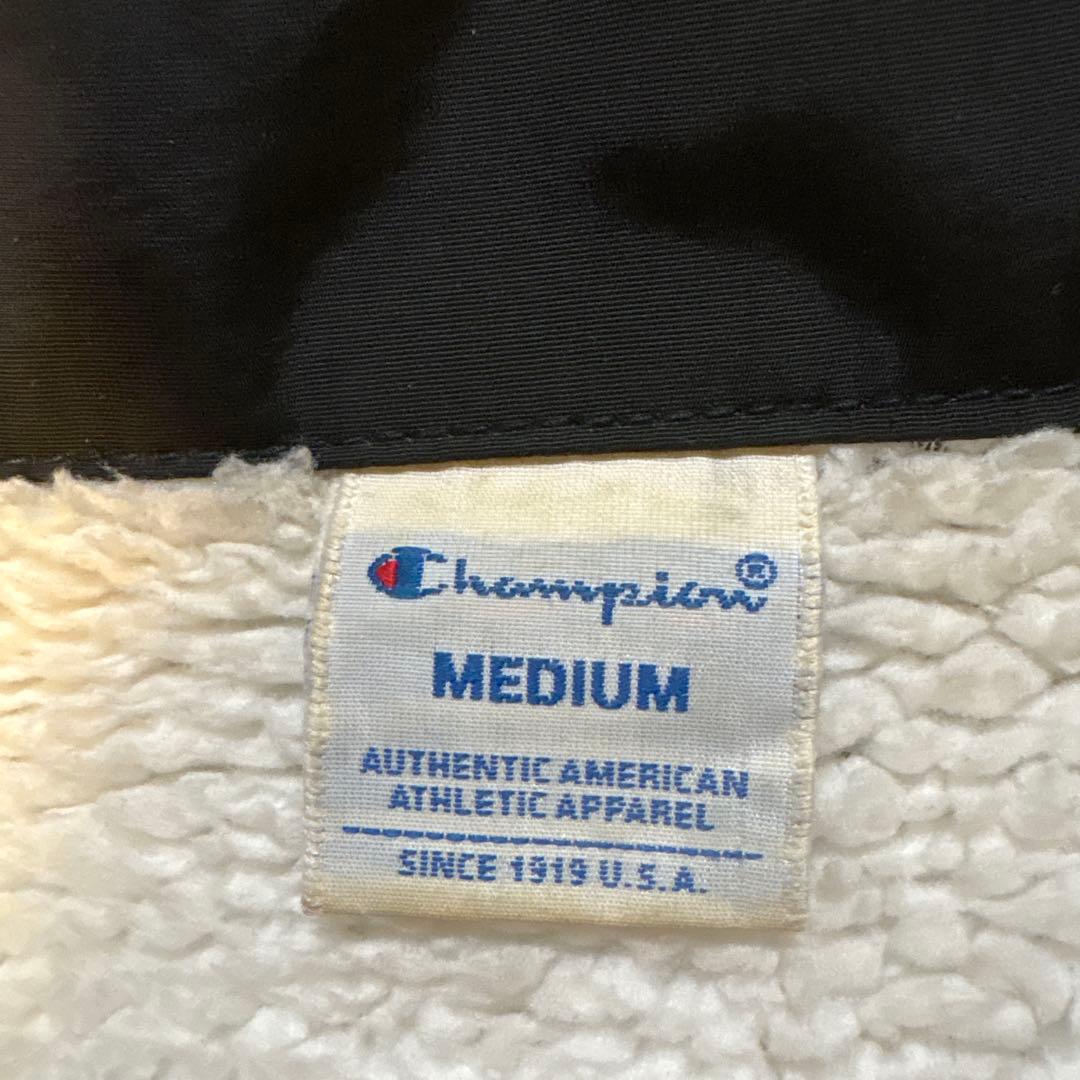 Champion®
MEDIUM
AUTHENTIC AMERICAN
ATHLETIC APPAREL
SINCE 1919 U.S.A.